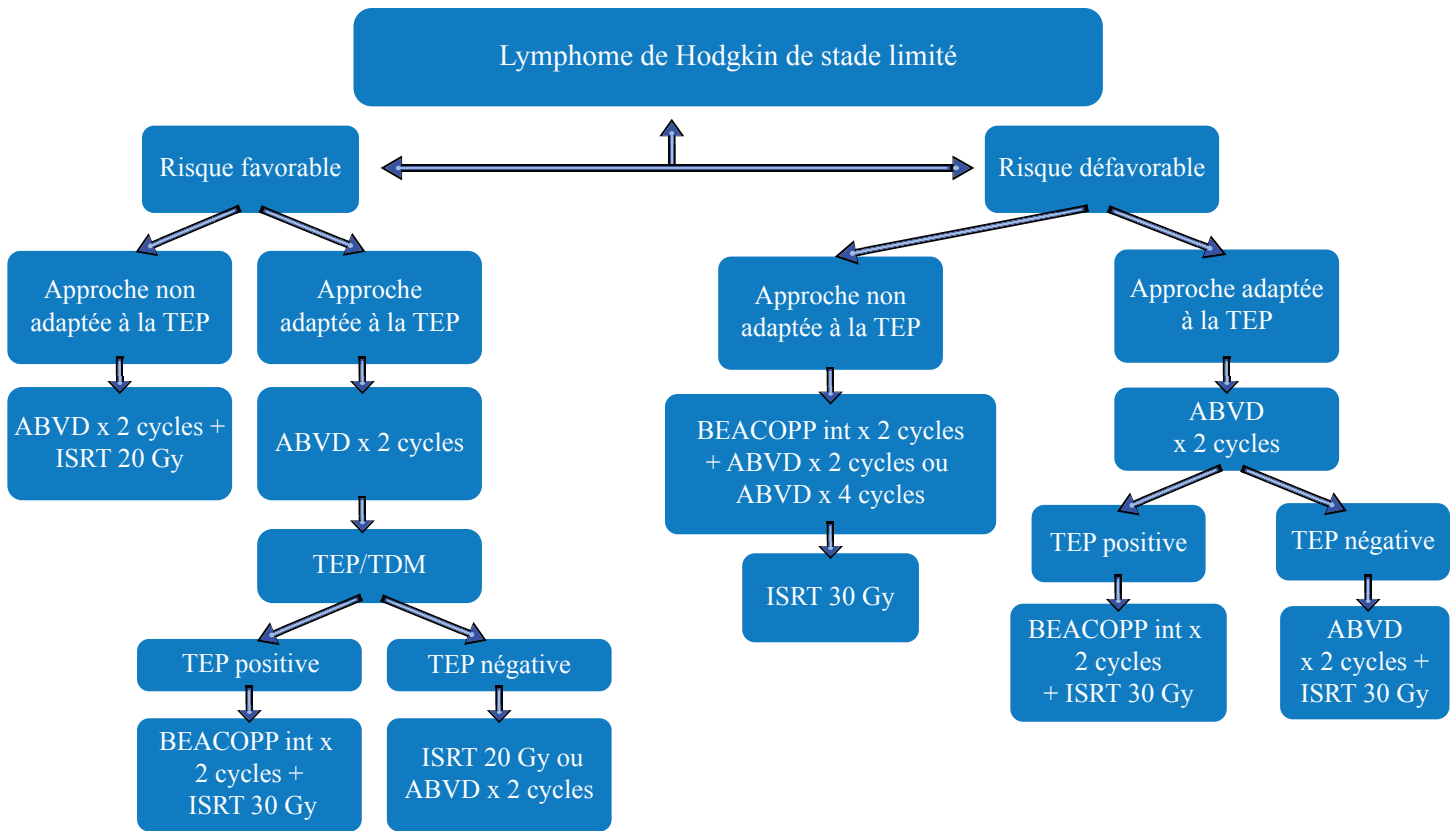 Lymphome de Hodgkin de stade limité
Risque favorable
Risque défavorable
Approche non
adaptée à la TEP
Approche
adaptée à la TEP
Approche non
adaptée à la TEP
Approche adaptée
à la TEP
ABVD x 2 cycles +
ISRT 20 Gy
ABVD x 2 cycles
BEACOPP int x 2 cycles
+ ABVD x 2 cycles ou
ABVD x 4 cycles
ABVD
x 2 cycles
TEP/TDM
ISRT 30 Gy
TEP positive
TEP négative
TEP positive
TEP négative
BEACOPP int x
2 cycles
+ ISRT 30 Gy
ABVD
x 2 cycles +
ISRT 30 Gy
BEACOPP int x
2 cycles +
ISRT 30 Gy
ISRT 20 Gy ou
ABVD x 2 cycles